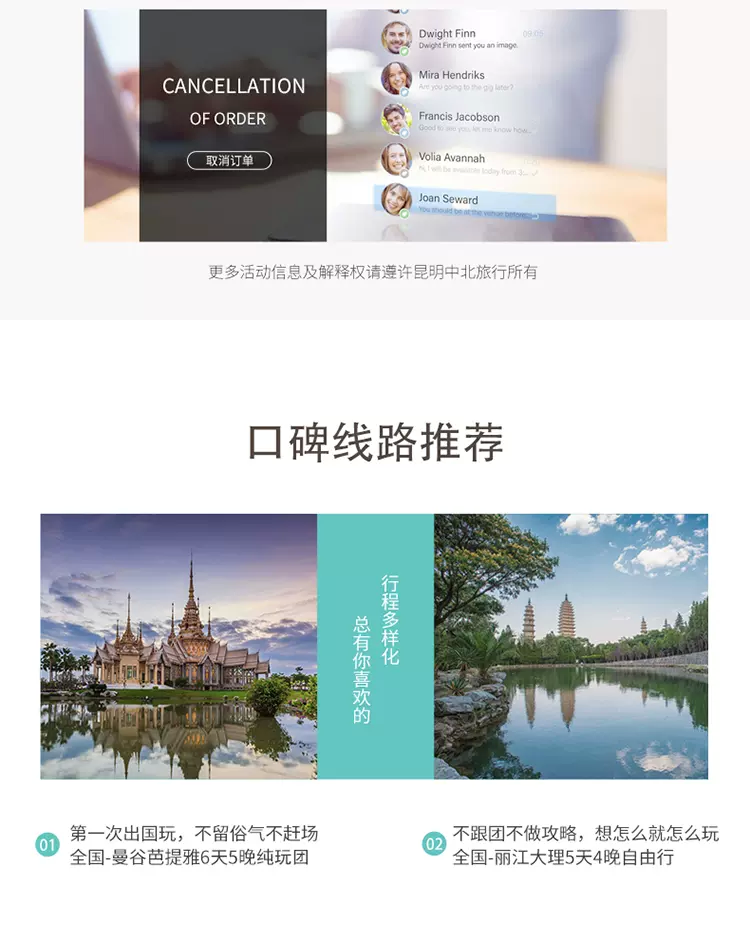 CANCELLATION
OF ORDER
取消订单
Dwight Finn
09:05
Dwight Finn sent you an image.
Mira Hendriks
Are you going to the gig later?
Francis Jacobson
Good to see you, let me know how...
Volia Avannah
Hi, I will be available today from 3...
Joan Seward
You should be at the venue before...
更多活动信息及解释权请遵许昆明中北旅行所有
口碑线路推荐
行程多样化
总有你喜欢的
01
第一次出国玩，不留俗气不赶场
全国-曼谷芭提雅6天5晚纯玩团
02
不跟团不做攻略，想怎么就怎么玩
全国-丽江大理5天4晚自由行